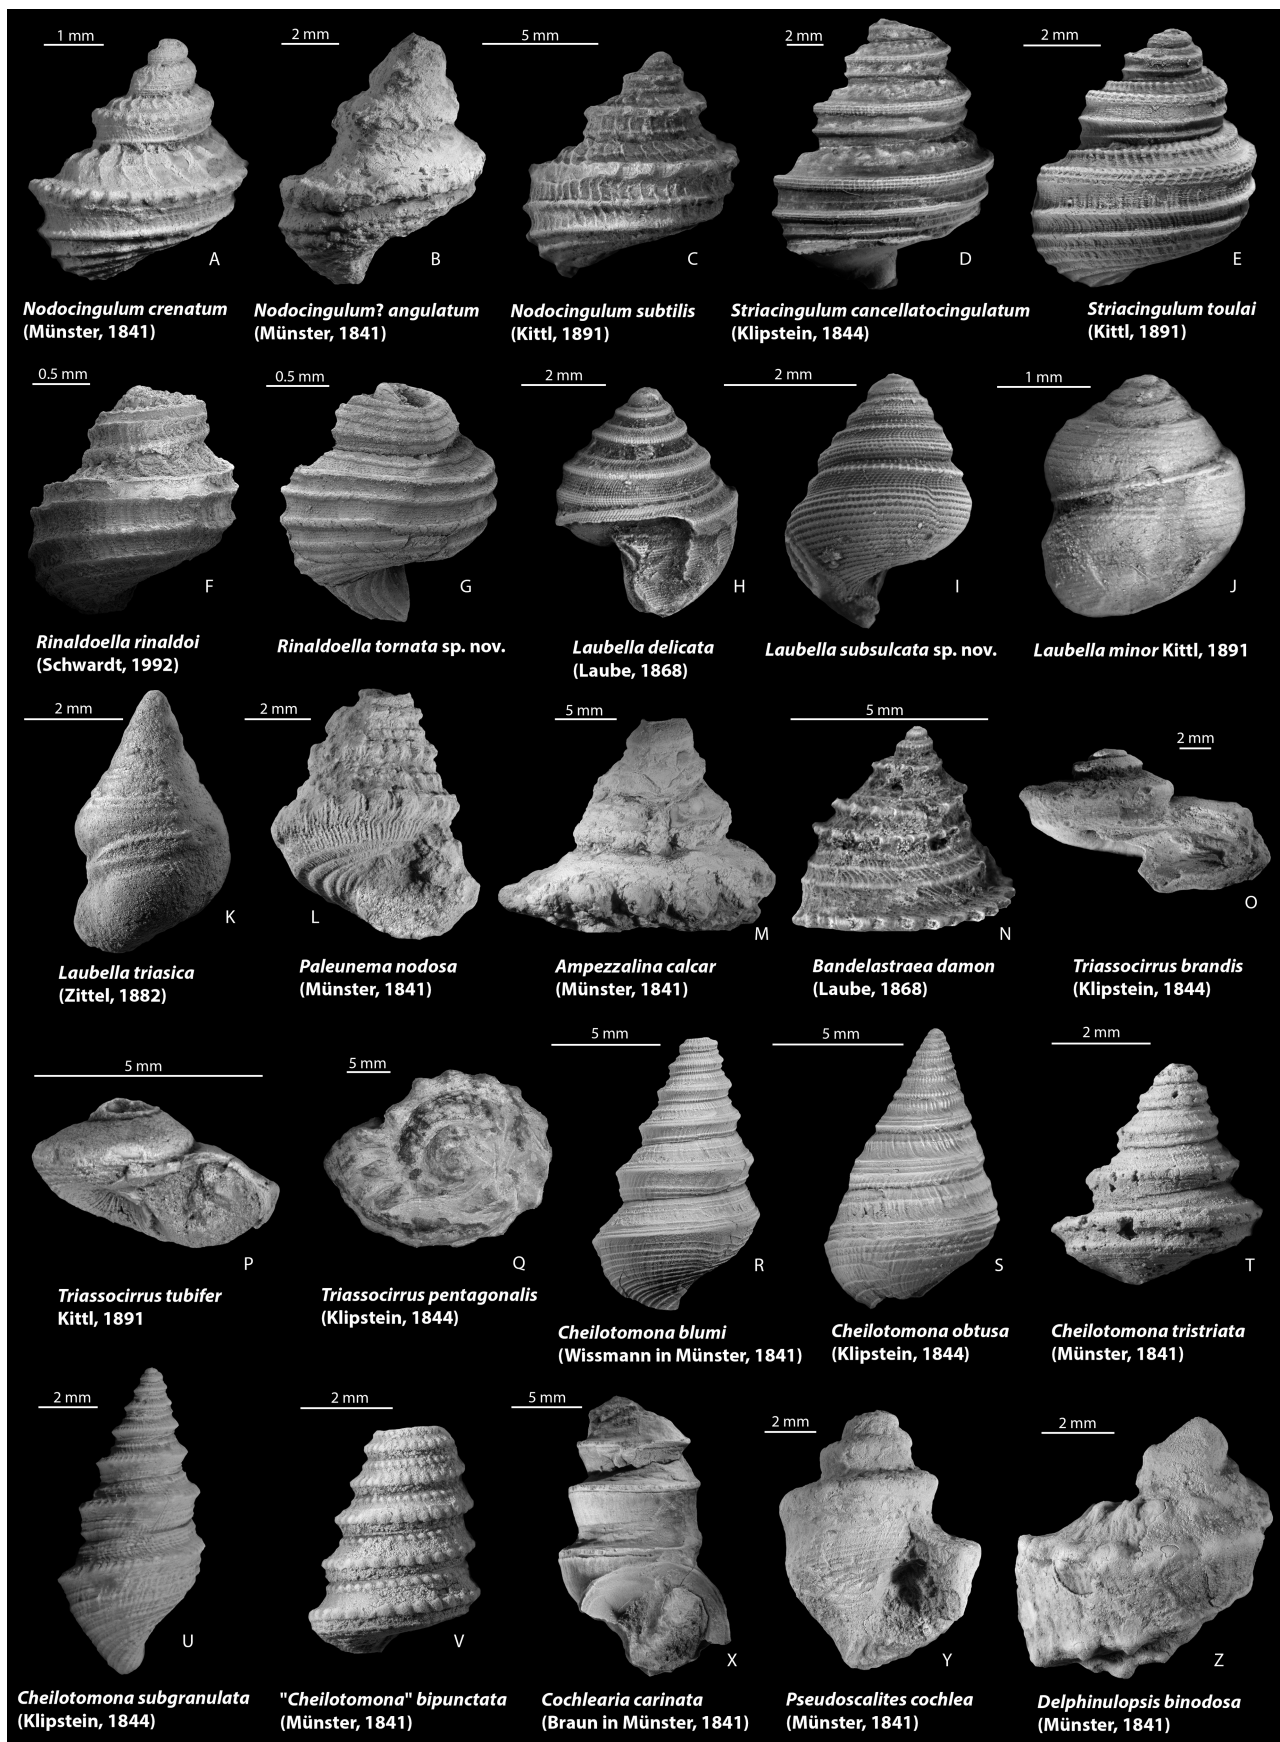 1 mm
2 mm
5 mm
2 mm
2 mm
A
B
C
D
E
Nodocingulum crenatum
(Münster, 1841)
Nodocingulum? angulatum
(Münster, 1841)
Nodocingulum subtilis
(Kittl, 1891)
Striacingulum cancellatocingulatum
(Klipstein, 1844)
Striacingulum toulai
(Kittl, 1891)
0.5 mm
0.5 mm
2 mm
2 mm
1 mm
F
G
H
I
J
Rinaldoella rinaldoi
(Schwardt, 1992)
Rinaldoella tornata sp. nov.
Laubella delicata
(Laube, 1868)
Laubella subsulcata sp. nov.
Laubella minor Kittl, 1891
2 mm
2 mm
5 mm
5 mm
2 mm
K
L
M
N
O
Laubella triasica
(Zittel, 1882)
Paleunema nodosa
(Münster, 1841)
Ampezzalina calcar
(Münster, 1841)
Bandelastraea damon
(Laube, 1868)
Triassocirrus brandis
(Klipstein, 1844)
5 mm
5 mm
5 mm
5 mm
2 mm
P
Q
R
S
T
Triassocirrus tubifer
Kittl, 1891
Triassocirrus pentagonalis
(Klipstein, 1844)
Cheilotomona blumi
(Wissmann in Münster, 1841)
Cheilotomona obtusa
(Klipstein, 1844)
Cheilotomona tristriata
(Münster, 1841)
2 mm
2 mm
5 mm
2 mm
2 mm
U
V
X
Y
Z
Cheilotomona subgranulata
(Klipstein, 1844)
"Cheilotomona" bipunctata
(Münster, 1841)
Cochlearia carinata
(Braun in Münster, 1841)
Pseudoscalites cochlea
(Münster, 1841)
Delphinulopsis binodosa
(Münster, 1841)